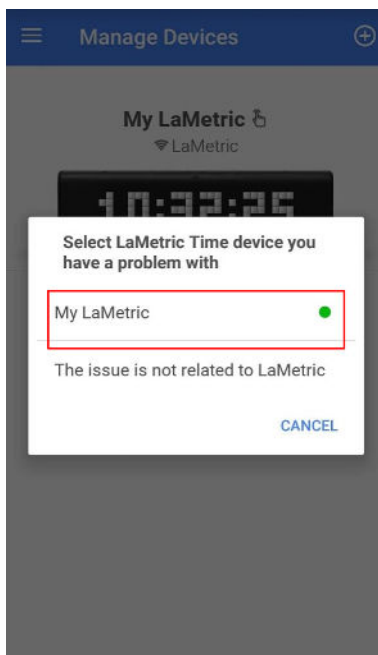 Manage Devices
My LaMetric
LaMetric
10:32:25
Select LaMetric Time device you
have a problem with
My LaMetric
The issue is not related to LaMetric
CANCEL